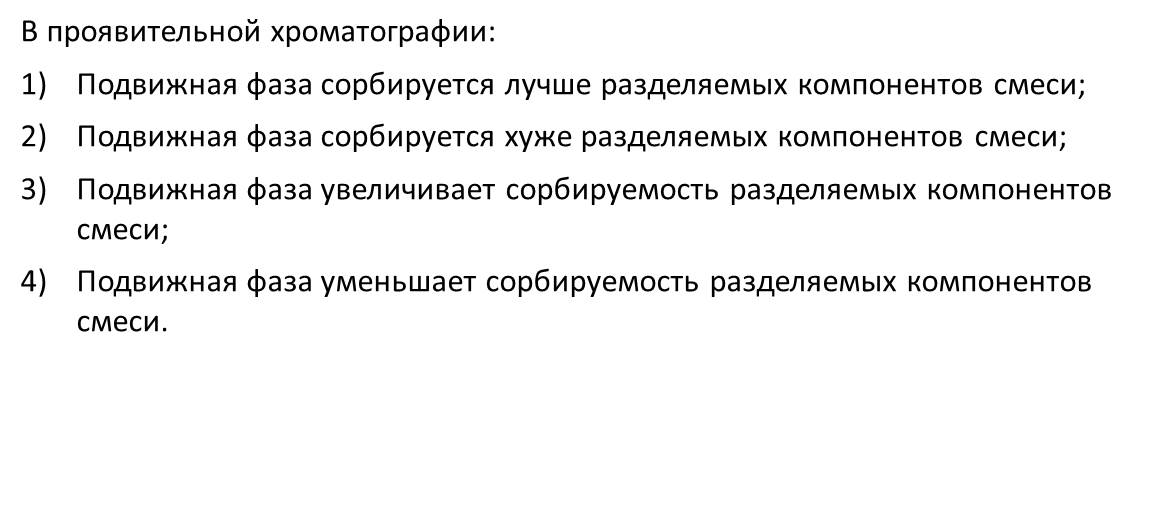 В проявительной хроматографии:
1) Подвижная фаза сорбируется лучше разделяемых компонентов смеси;
2) Подвижная фаза сорбируется хуже разделяемых компонентов смеси;
3) Подвижная фаза увеличивает сорбируемость разделяемых компонентов
смеси;
4) Подвижная фаза уменьшает сорбируемость разделяемых компонентов
смеси.